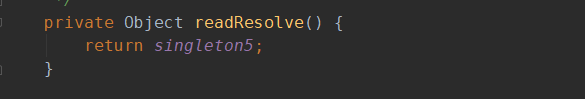 */
private Object readResolve() {
return singleton5;
}